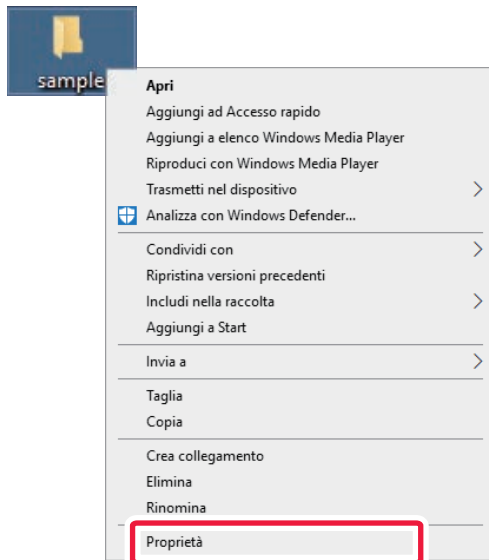 sample
Apri
Aggiungi ad Accesso rapido
Aggiungi a elenco Windows Media Player
Riproduci con Windows Media Player
Trasmetti nel dispositivo
Analizza con Windows Defender...
Condividi con
Ripristina versioni precedenti
Includi nella raccolta
Aggiungi a Start
Invia a
Taglia
Copia
Crea collegamento
Elimina
Rinomina
Proprietà